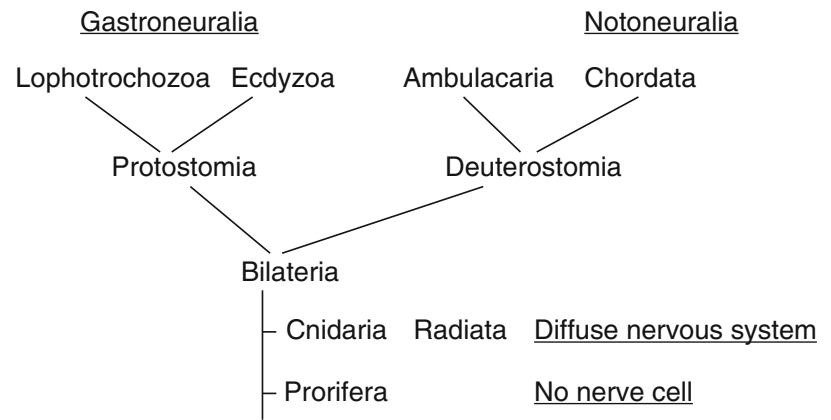 Gastroneuralia Notoneuralia
Lophotrochozoa Ecdyzoa Ambulacaria Chordata
Protostomia Deuterostomia
Bilateria
Cnidaria Radiata Diffuse nervous system
Prorifera No nerve cell